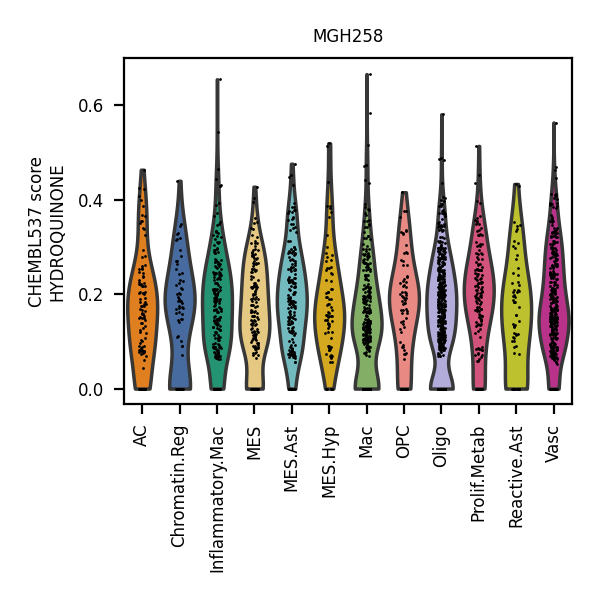 MGH258
CHEMBL537 score
HYDROQUINONE
0.6
0.4
0.2
0.0
AC
Chromatin.Reg
Inflammatory.Mac
MES
MES.Ast
MES.Hyp
Mac
OPC
Oligo
Prolif.Metab
Reactive.Ast
Vasc